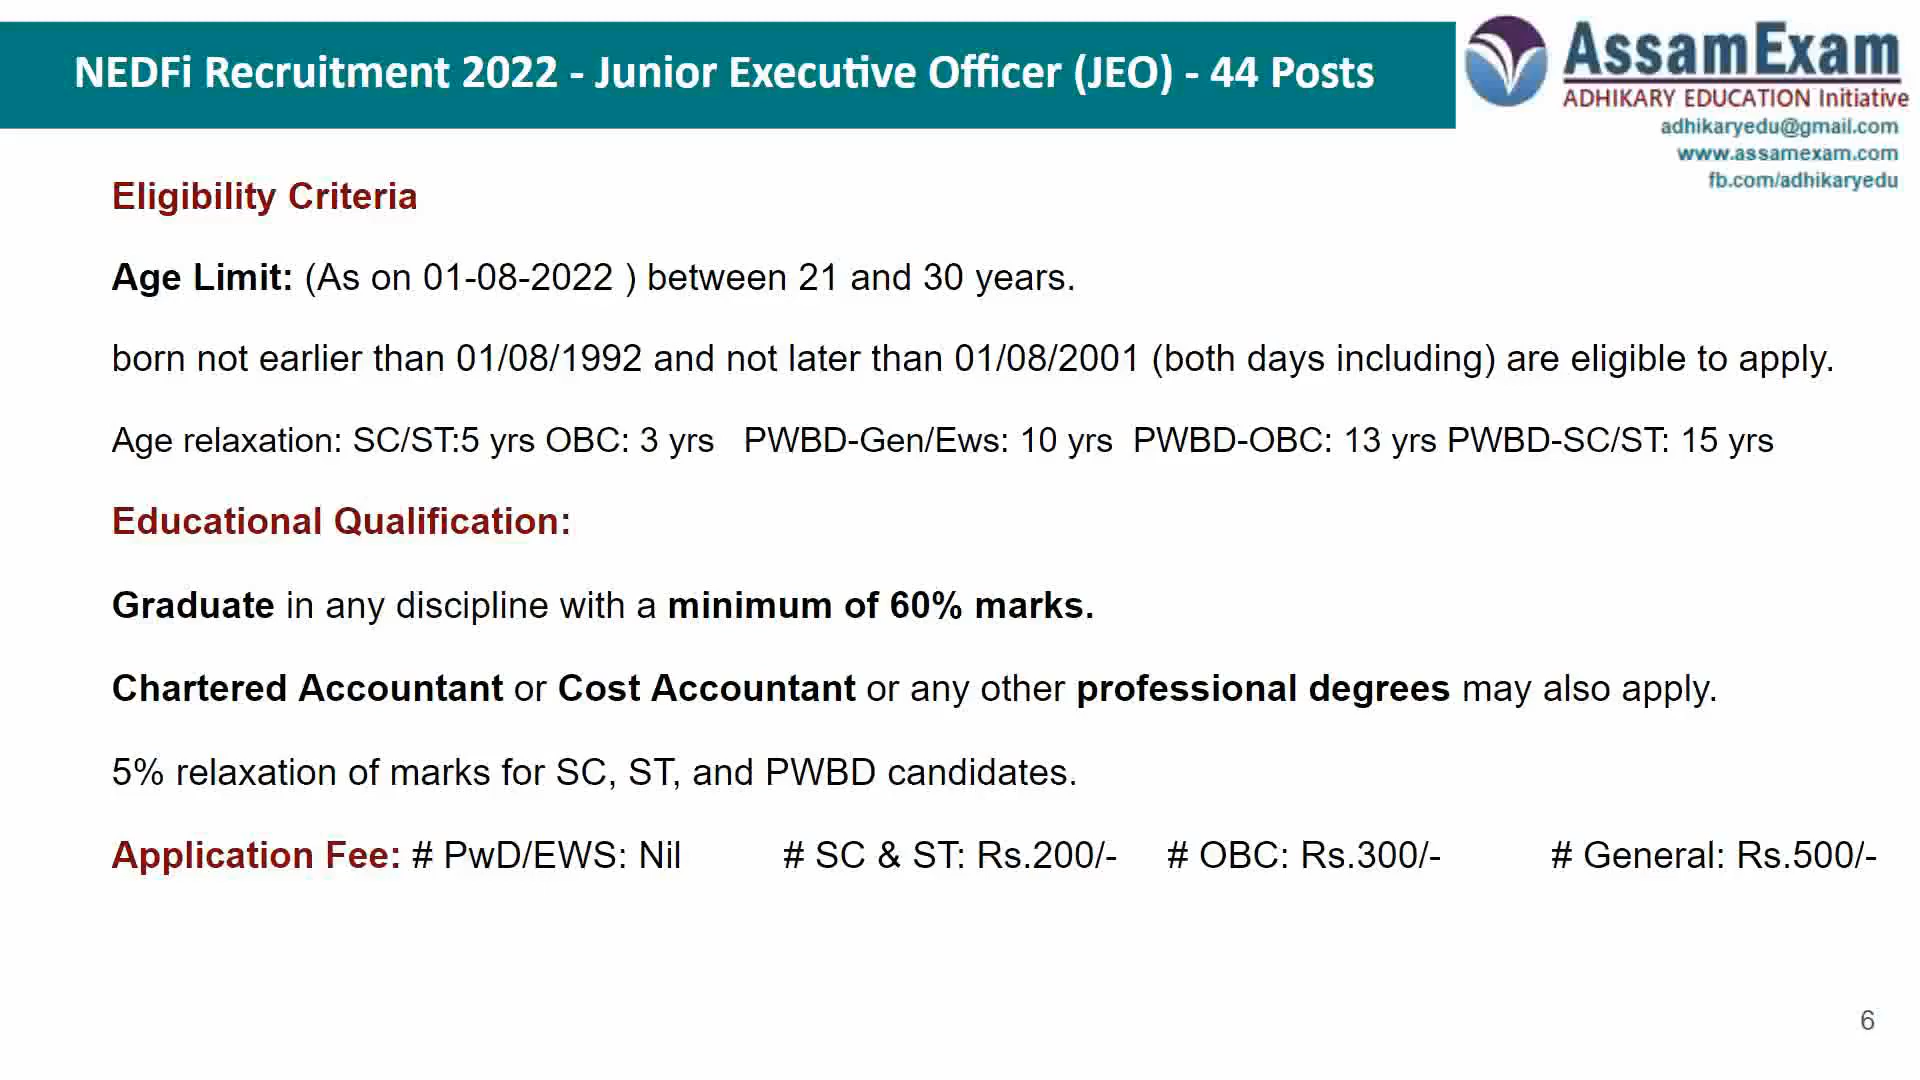 NEDFi Recruitment 2022 - Junior Executive Officer (JEO) - 44 Posts
AssamExam
ADHIKARY EDUCATION Initiative
adhikaryedu@gmail.com
www.assamexam.com
fb.com/adhikaryedu
Eligibility Criteria
Age Limit: (As on 01-08-2022 ) between 21 and 30 years.
born not earlier than 01/08/1992 and not later than 01/08/2001 (both days including) are eligible to apply.
Age relaxation: SC/ST:5 yrs OBC: 3 yrs PWBD-Gen/Ews: 10 yrs PWBD-OBC: 13 yrs PWBD-SC/ST: 15 yrs
Educational Qualification:
Graduate in any discipline with a minimum of 60% marks.
Chartered Accountant or Cost Accountant or any other professional degrees may also apply.
5% relaxation of marks for SC, ST, and PWBD candidates.
Application Fee: # PwD/EWS: Nil # SC & ST: Rs.200/- # OBC: Rs.300/- # General: Rs.500/-
6